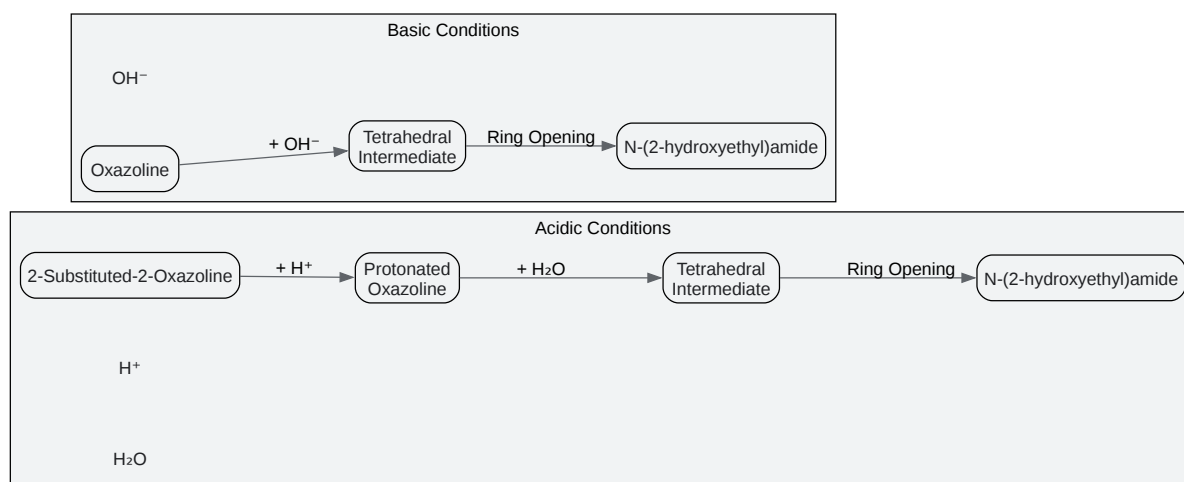 Basic Conditions
OH⁻
Oxazoline
+ OH⁻
Tetrahedral
Intermediate
Ring Opening
N-(2-hydroxyethyl)amide
Acidic Conditions
2-Substituted-2-Oxazoline
+ H⁺
Protonated
Oxazoline
+ H₂O
Tetrahedral
Intermediate
Ring Opening
N-(2-hydroxyethyl)amide
H⁺
H₂O